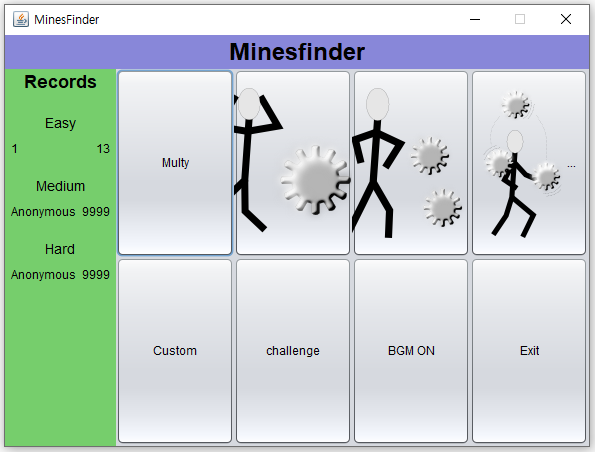 MinesFinder
Minesfinder
Records
Easy
1 13
Medium
Anonymous 9999
Hard
Anonymous 9999
Multy
...
Custom
challenge
BGM ON
Exit